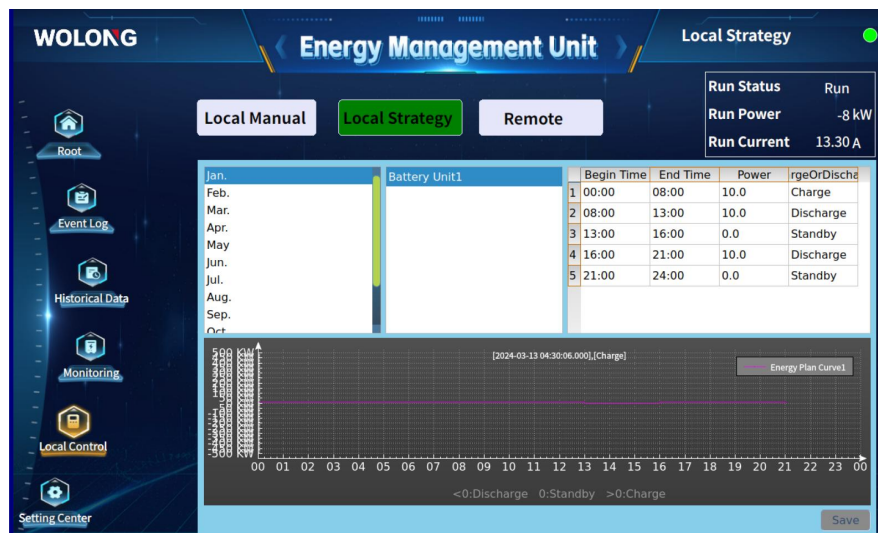 WOLONG
Energy Management Unit
Local Strategy
Run Status Run
Run Power -8 kW
Run Current 13.30 A
Local Manual
Local Strategy
Remote
Root
Event Log
Historical Data
Monitoring
Local Control
Setting Center
Jan.
Feb.
Mar.
Apr.
May
Jun.
Jul.
Aug.
Sep.
Oct
Battery Unit1
Begin Time End Time Power rgeOrDischa
1 00:00 08:00 10.0 Charge
2 08:00 13:00 10.0 Discharge
3 13:00 16:00 0.0 Standby
4 16:00 21:00 10.0 Discharge
5 21:00 24:00 0.0 Standby
[2024-03-13 04:30:06.000],[Charge]
Energy Plan Curve1
500 KW
-500 KW
00 01 02 03 04 05 06 07 08 09 10 11 12 13 14 15 16 17 18 19 20 21 22 23 00
<0:Discharge 0:Standby >0:Charge
Save